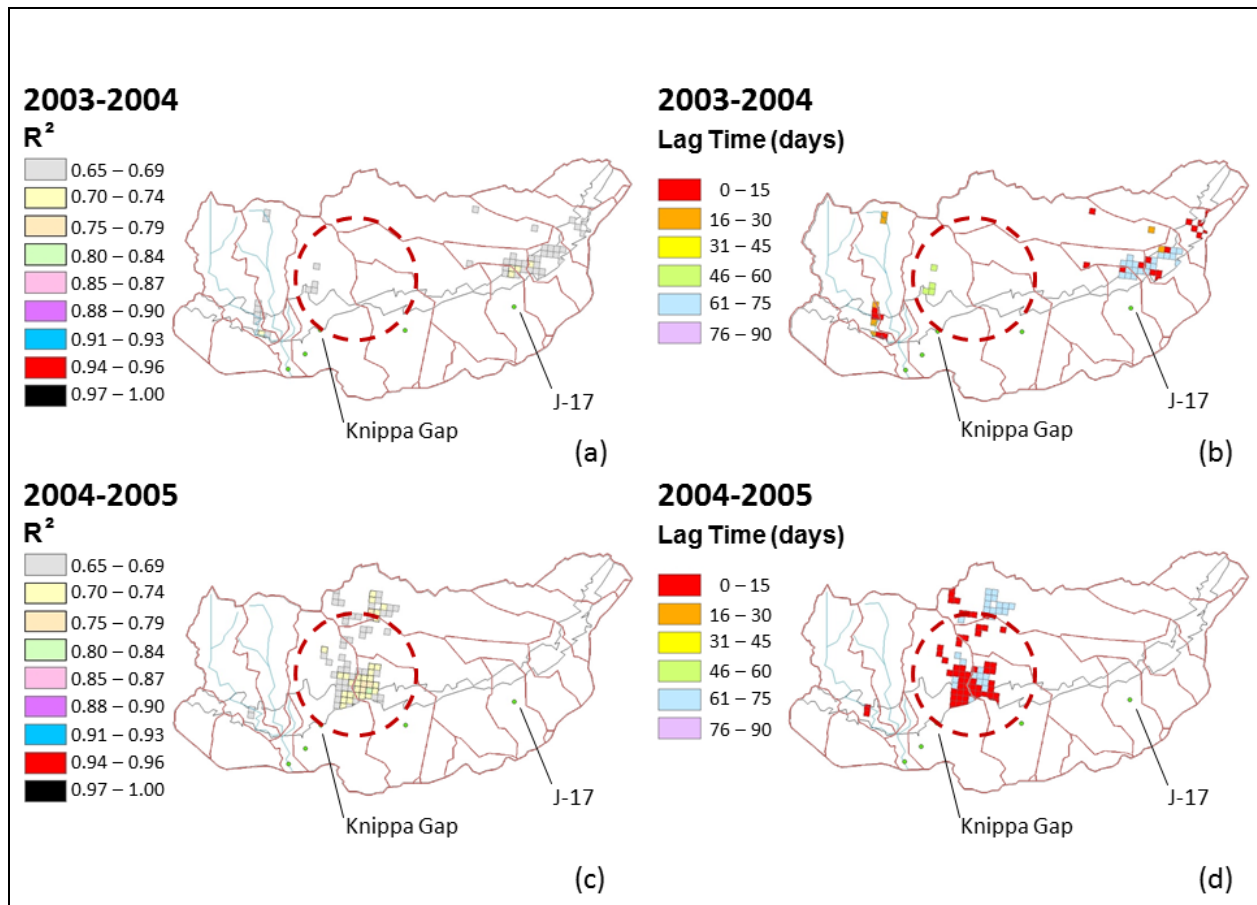 2003-2004
R²
0.65 – 0.69
0.70 – 0.74
0.75 – 0.79
0.80 – 0.84
0.85 – 0.87
0.88 – 0.90
0.91 – 0.93
0.94 – 0.96
0.97 – 1.00
J-17
Knippa Gap
(a)
2003-2004
Lag Time (days)
0 – 15
16 – 30
31 – 45
46 – 60
61 – 75
76 – 90
J-17
Knippa Gap
(b)
2004-2005
R²
0.65 – 0.69
0.70 – 0.74
0.75 – 0.79
0.80 – 0.84
0.85 – 0.87
0.88 – 0.90
0.91 – 0.93
0.94 – 0.96
0.97 – 1.00
J-17
Knippa Gap
(c)
2004-2005
Lag Time (days)
0 – 15
16 – 30
31 – 45
46 – 60
61 – 75
76 – 90
J-17
Knippa Gap
(d)